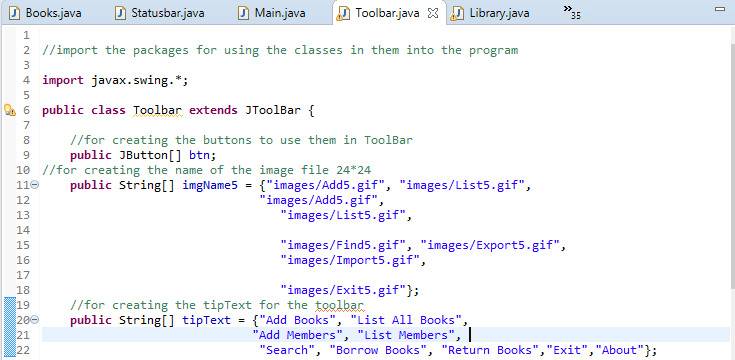 Books.java Statusbar.java Main.java Toolbar.java Library.java »35
1
2 //import the packages for using the classes in them into the program
3
4 import javax.swing.*;
5
6 public class Toolbar extends JToolBar {
7
8 //for creating the buttons to use them in ToolBar
9 public JButton[] btn;
10 //for creating the name of the image file 24*24
11 public String[] imgName5 = {"images/Add5.gif", "images/List5.gif",
12 "images/Add5.gif",
13 "images/List5.gif",
14
15 "images/Find5.gif", "images/Export5.gif",
16 "images/Import5.gif",
17
18 "images/Exit5.gif"};
19 //for creating the tipText for the toolbar
20 public String[] tipText = {"Add Books", "List All Books",
21 "Add Members", "List Members",
22 "Search", "Borrow Books", "Return Books","Exit","About"};